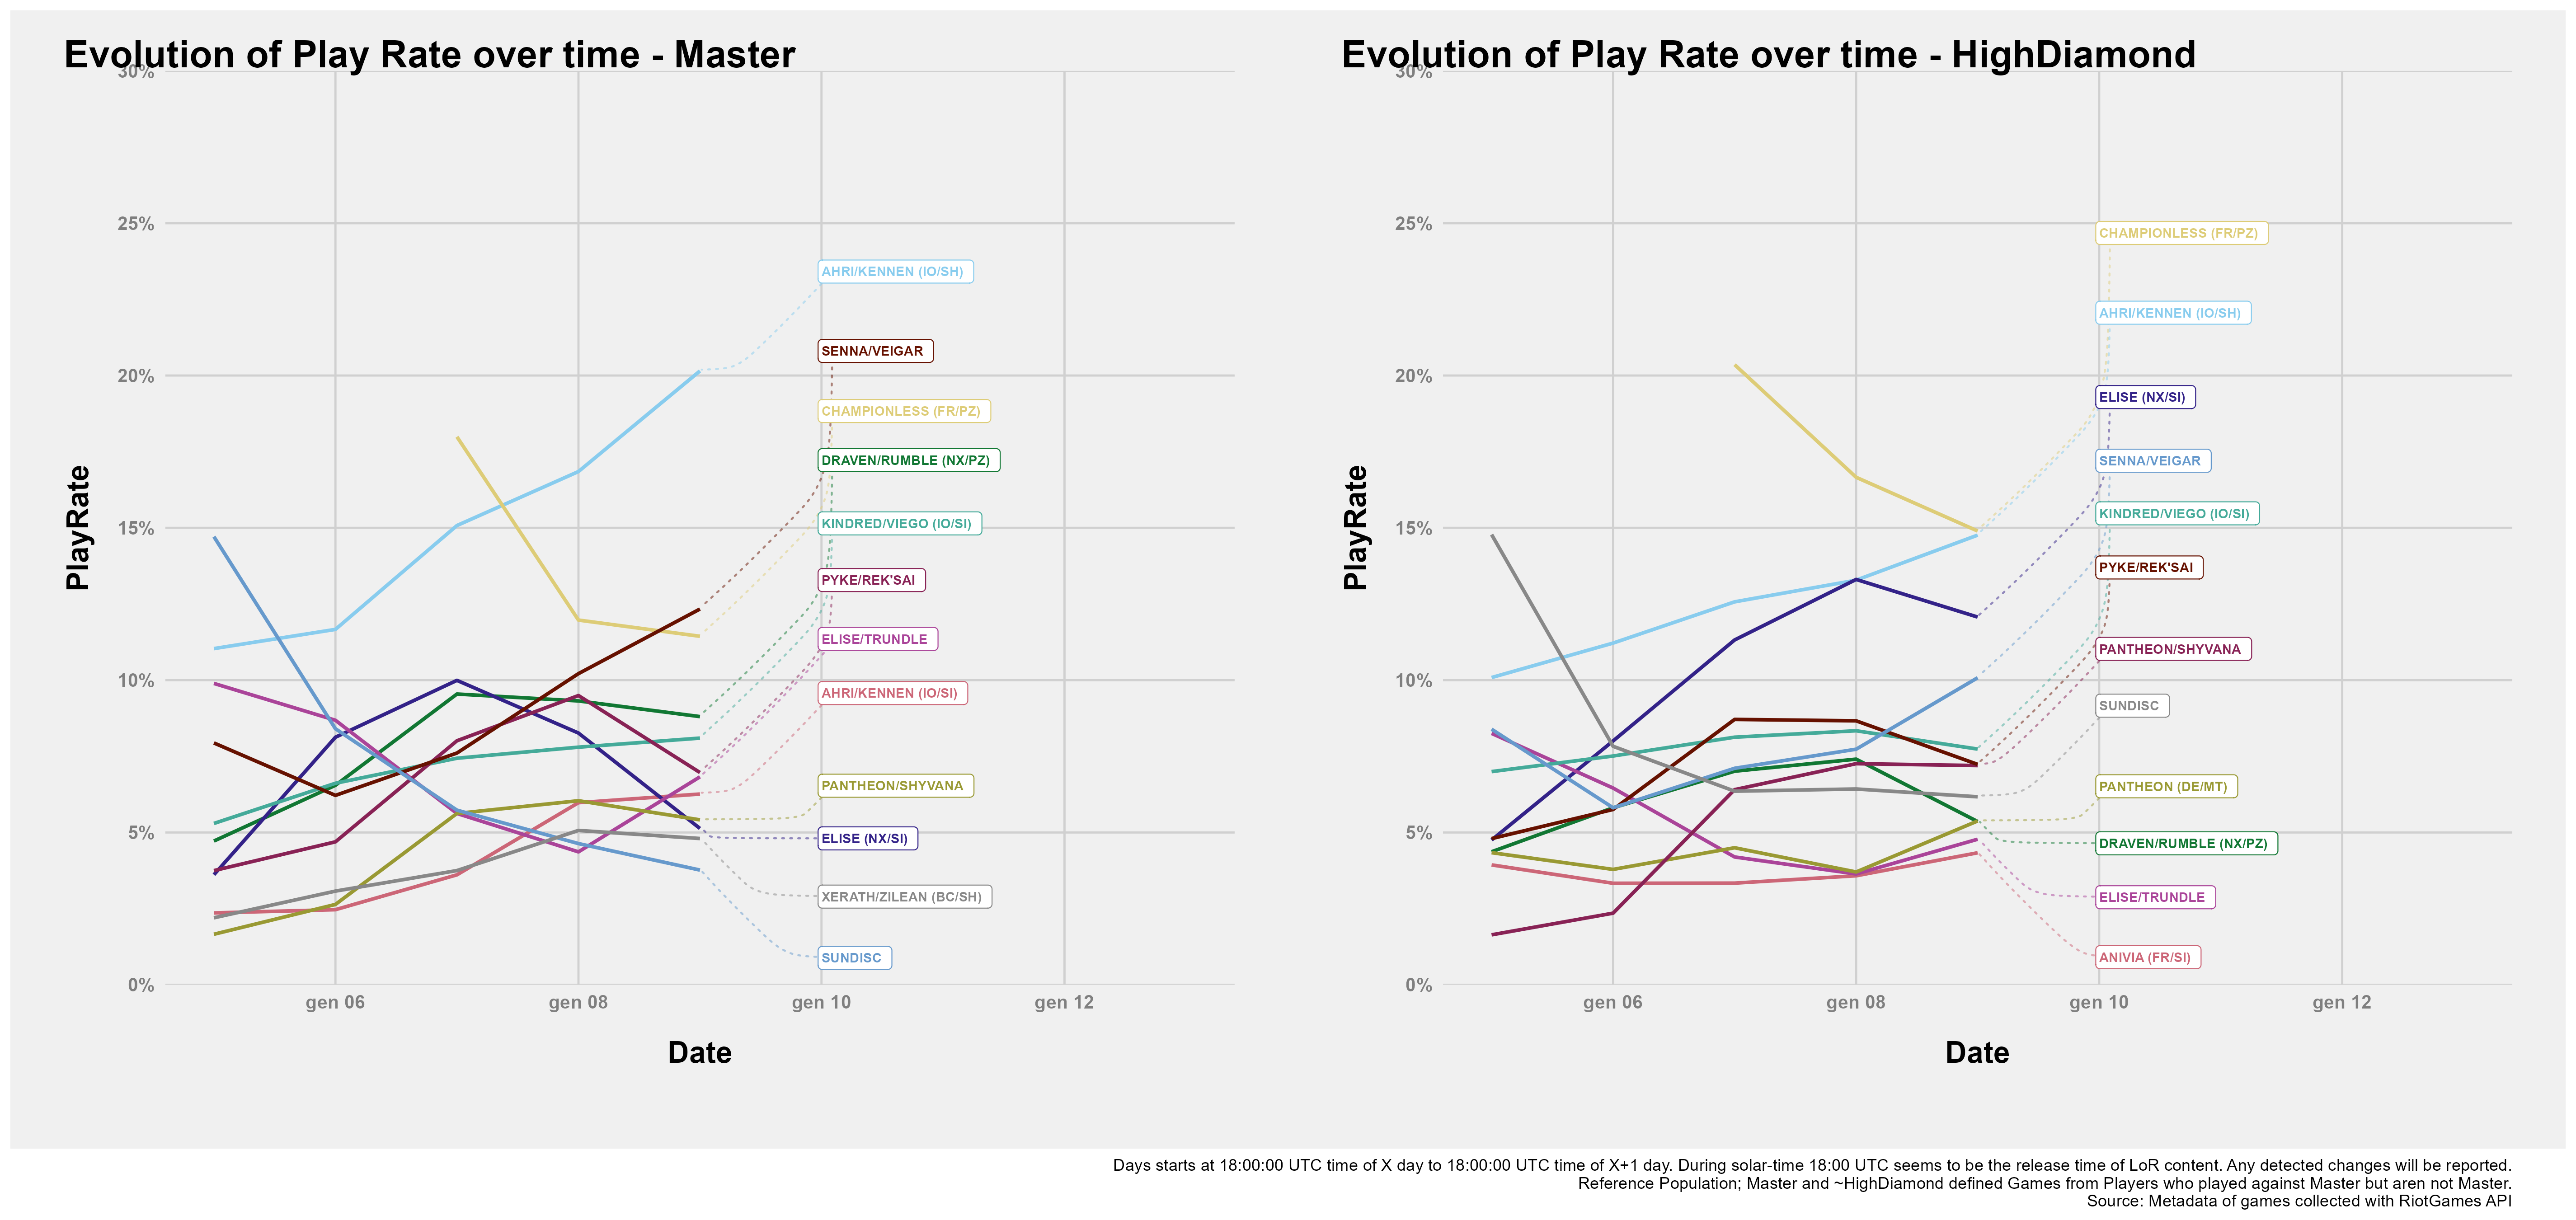 Evolution of Play Rate over time - Master
30%
25%
20%
15%
10%
5%
0%
PlayRate
AHRI/KENNEN (IO/SH)
SENNA/VEIGAR
CHAMPIONLESS (FR/PZ)
DRAVEN/RUMBLE (NX/PZ)
KINDRED/VIEGO (IO/SI)
PYKE/REK'SAI
ELISE/TRUNDLE
AHRI/KENNEN (IO/SI)
PANTHEON/SHYVANA
ELISE (NX/SI)
XERATH/ZILEAN (BC/SH)
SUNDISC
gen 06 gen 08 gen 10 gen 12
Date
Evolution of Play Rate over time - HighDiamond
30%
25%
20%
15%
10%
5%
0%
PlayRate
CHAMPIONLESS (FR/PZ)
AHRI/KENNEN (IO/SH)
ELISE (NX/SI)
SENNA/VEIGAR
KINDRED/VIEGO (IO/SI)
PYKE/REK'SAI
PANTHEON/SHYVANA
SUNDISC
PANTHEON (DE/MT)
DRAVEN/RUMBLE (NX/PZ)
ELISE/TRUNDLE
ANIVIA (FR/SI)
gen 06 gen 08 gen 10 gen 12
Date
Days starts at 18:00:00 UTC time of X day to 18:00:00 UTC time of X+1 day. During solar-time 18:00 UTC seems to be the release time of LoR content. Any detected changes will be reported.
Reference Population; Master and ~HighDiamond defined Games from Players who played against Master but aren not Master.
Source: Metadata of games collected with RiotGames API